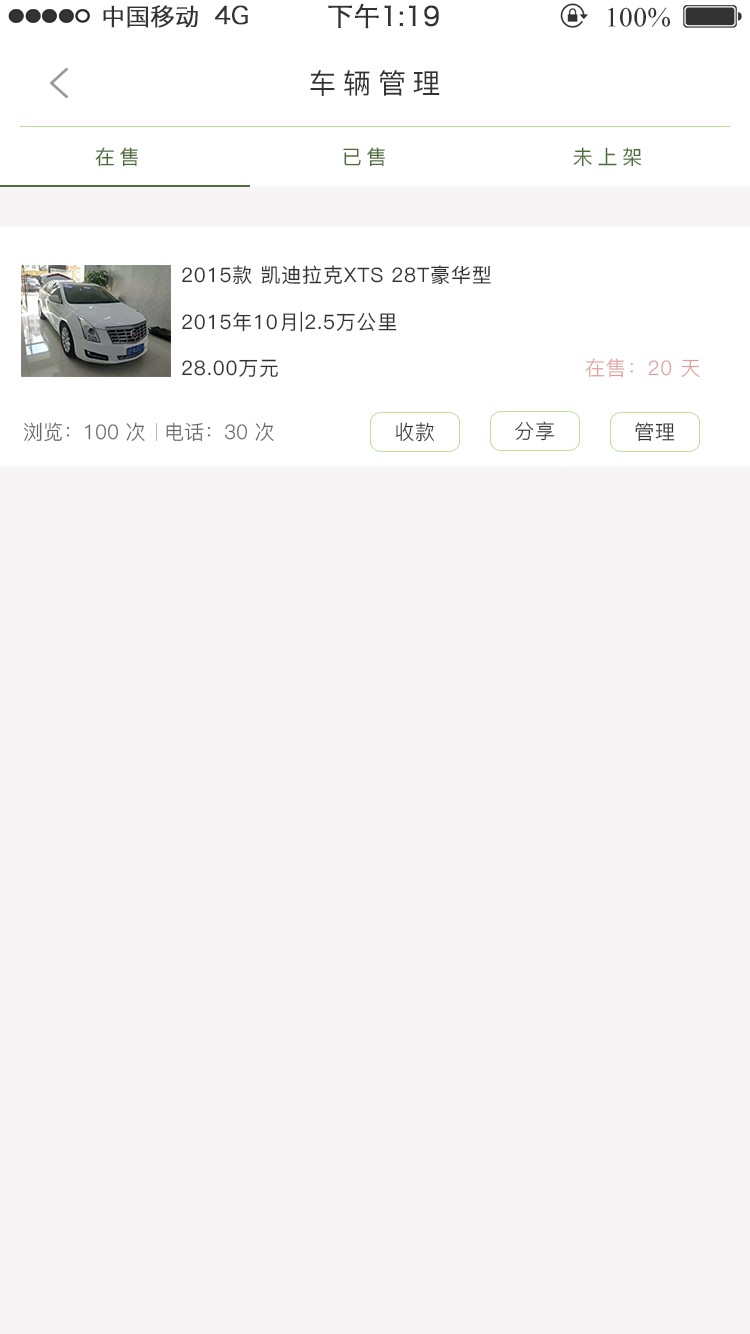 中国移动 4G 下午1:19 100%
车辆管理
在售 已售 未上架
2015款 凯迪拉克XTS 28T豪华型
2015年10月|2.5万公里
28.00万元 在售：20 天
浏览：100 次|电话：30 次 收款 分享 管理